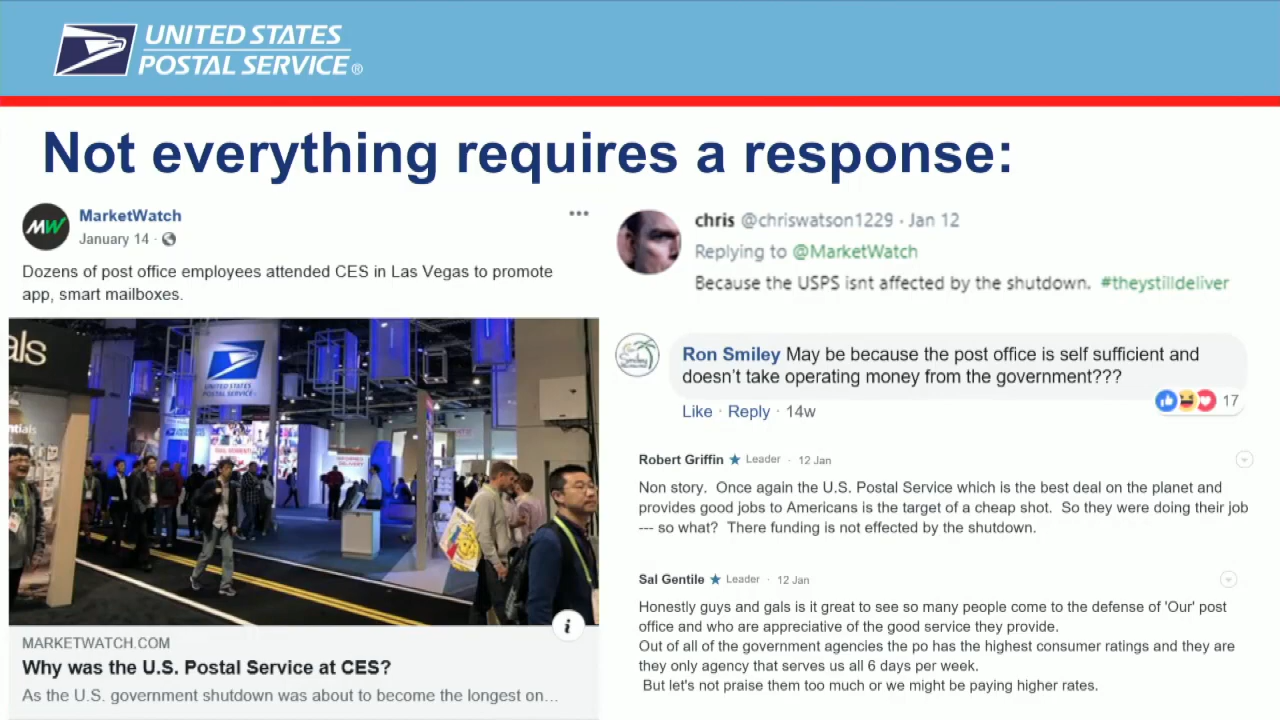 UNITED STATES
POSTAL SERVICE®
Not everything requires a response:
MW
MarketWatch
January 14 ·
Dozens of post office employees attended CES in Las Vegas to promote
app, smart mailboxes.
als
UNITED STATES
POSTAL SERVICE
MARKETWATCH.COM
Why was the U.S. Postal Service at CES?
As the U.S. government shutdown was about to become the longest on...
chris @chriswatson1229 · Jan 12
Replying to @MarketWatch
Because the USPS isnt affected by the shutdown. #theystilldeliver
Ron Smiley May be because the post office is self sufficient and
doesn't take operating money from the government???
17
Like · Reply · 14w
Robert Griffin ★ Leader · 12 Jan
Non story. Once again the U.S. Postal Service which is the best deal on the planet and
provides good jobs to Americans is the target of a cheap shot. So they were doing their job
--- so what? There funding is not effected by the shutdown.
Sal Gentile ★ Leader · 12 Jan
Honestly guys and gals is it great to see so many people come to the defense of 'Our' post
office and who are appreciative of the good service they provide.
Out of all of the government agencies the po has the highest consumer ratings and they are
they only agency that serves us all 6 days per week.
But let's not praise them too much or we might be paying higher rates.